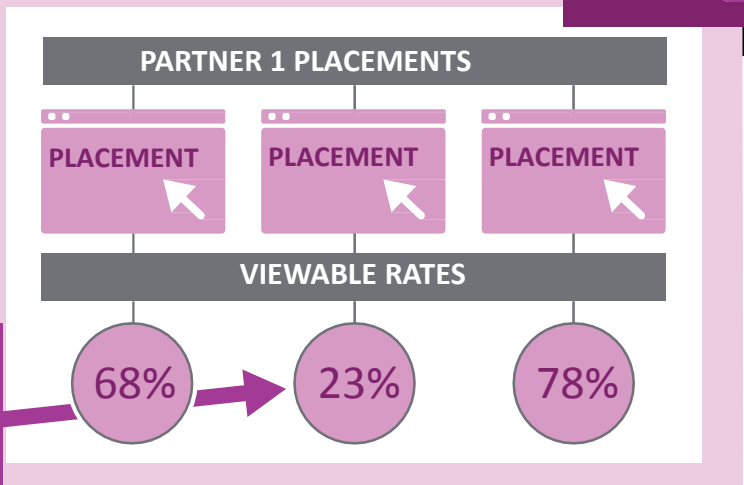 PARTNER 1 PLACEMENTS
PLACEMENT PLACEMENT PLACEMENT
VIEWABLE RATES
68% 23% 78%